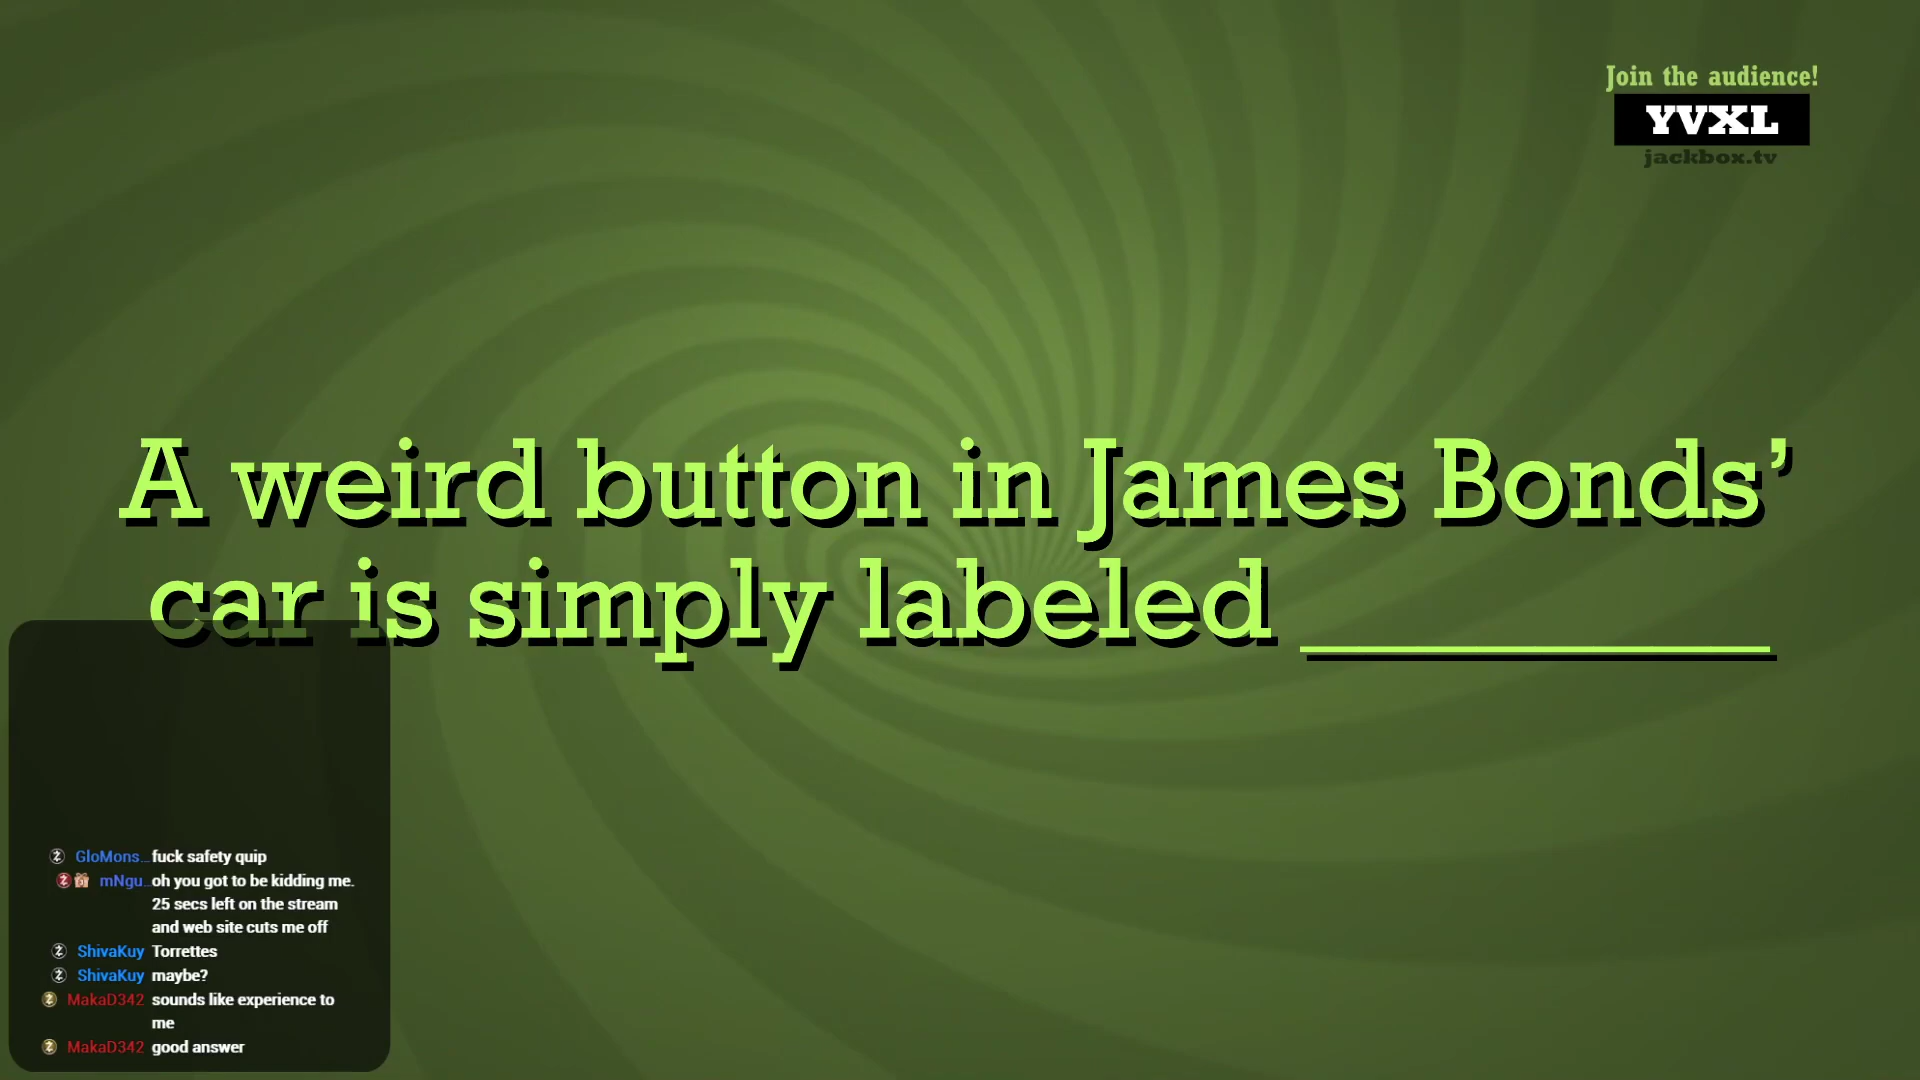 Join the audience!
YVXL
jackbox.tv
A weird button in James Bonds’
car is simply labeled __________
GloMons... fuck safety quip
mNgu... oh you got to be kidding me.
25 secs left on the stream
and web site cuts me off
ShivaKuy Torrettes
ShivaKuy maybe?
MakaD342 sounds like experience to
me
MakaD342 good answer